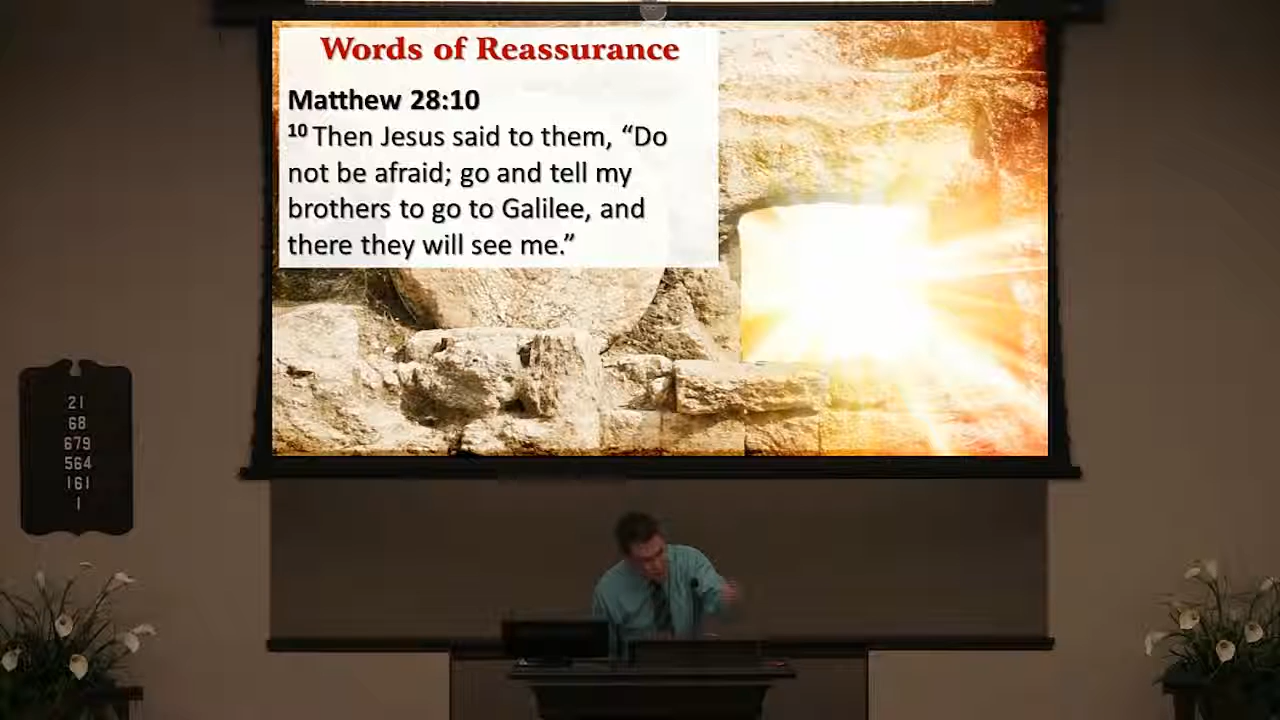 Words of Reassurance
Matthew 28:10
10 Then Jesus said to them, “Do
not be afraid; go and tell my
brothers to go to Galilee, and
there they will see me.”
21
68
679
564
161
1